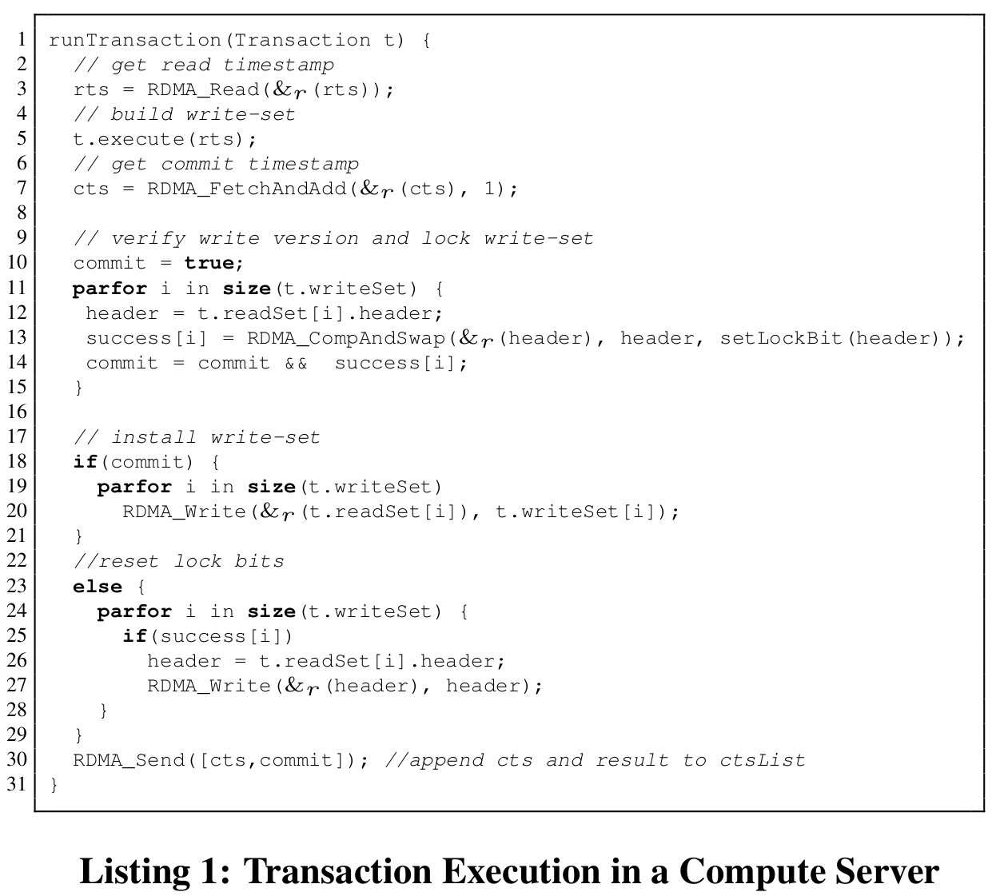 1 runTransaction(Transaction t) {
2 // get read timestamp
3 rts = RDMA_Read(&r(rts));
4 // build write-set
5 t.execute(rts);
6 // get commit timestamp
7 cts = RDMA_FetchAndAdd(&r(cts), 1);
8
9 // verify write version and lock write-set
10 commit = true;
11 parfor i in size(t.writeSet) {
12 header = t.readSet[i].header;
13 success[i] = RDMA_CompAndSwap(&r(header), header, setLockBit(header));
14 commit = commit && success[i];
15 }
16
17 // install write-set
18 if(commit) {
19 parfor i in size(t.writeSet)
20 RDMA_Write(&r(t.readSet[i]), t.writeSet[i]);
21 }
22 //reset lock bits
23 else {
24 parfor i in size(t.writeSet) {
25 if(success[i])
26 header = t.readSet[i].header;
27 RDMA_Write(&r(header), header);
28 }
29 }
30 RDMA_Send([cts,commit]); //append cts and result to ctsList
31 }
Listing 1: Transaction Execution in a Compute Server